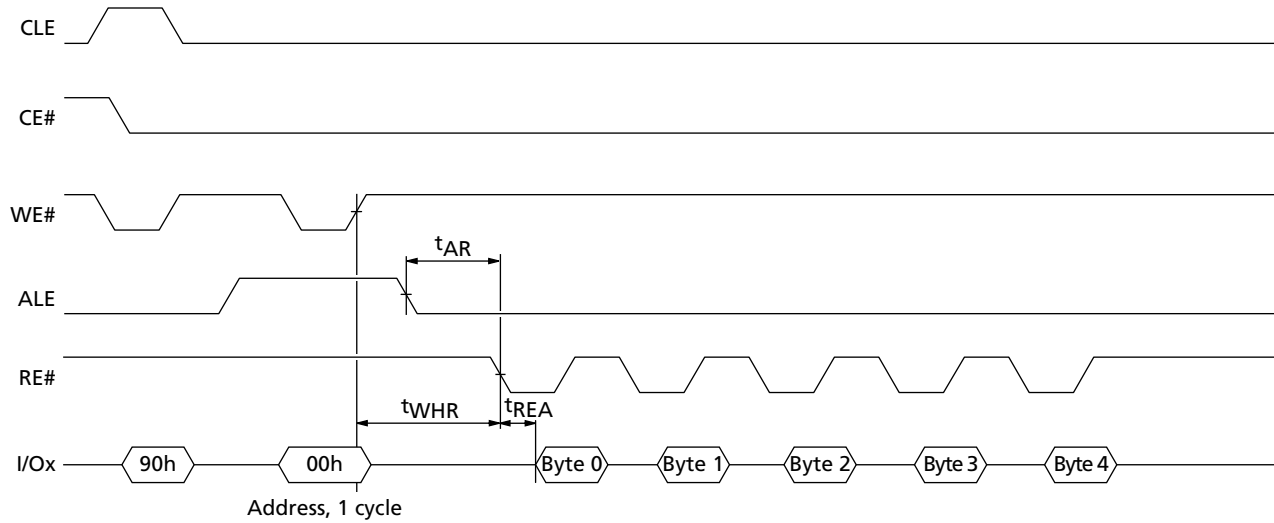 CLE
CE#
WE#
tAR
ALE
RE#
tWHR
tREA
I/Ox
90h
00h
Byte 0
Byte 1
Byte 2
Byte 3
Byte 4
Address, 1 cycle